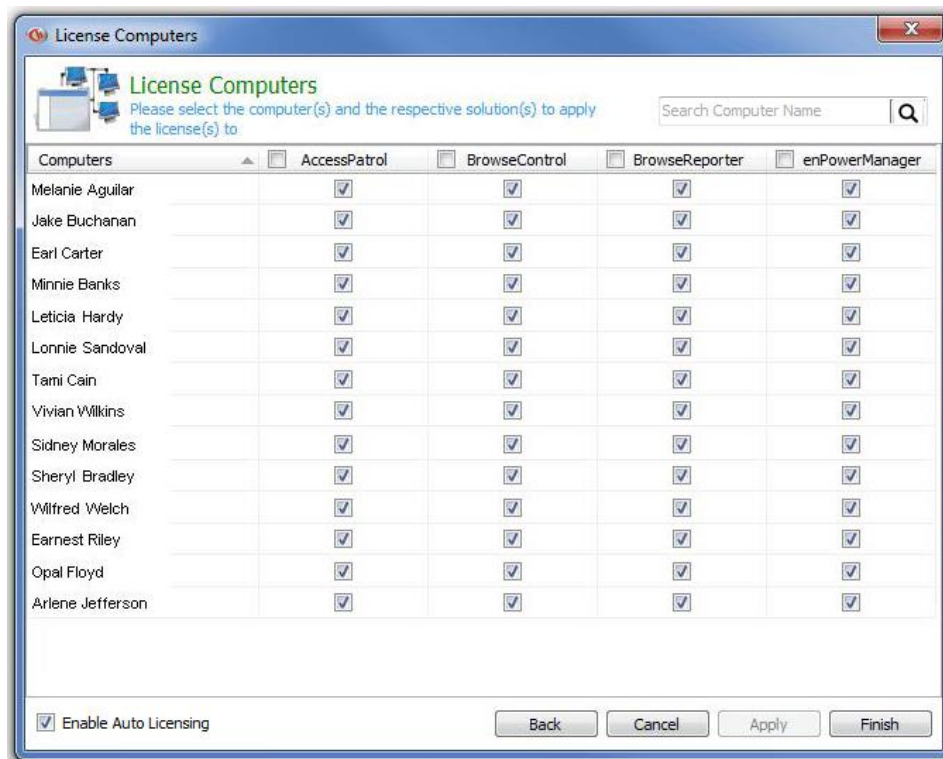 License Computers
License Computers
Please select the computer(s) and the respective solution(s) to apply
the license(s) to
Search Computer Name
Computers AccessPatrol BrowseControl BrowseReporter enPowerManager
Melanie Aguilar
Jake Buchanan
Earl Carter
Minnie Banks
Leticia Hardy
Lonnie Sandoval
Tami Cain
Vivian Wilkins
Sidney Morales
Sheryl Bradley
Wilfred Welch
Earnest Riley
Opal Floyd
Arlene Jefferson
Enable Auto Licensing Back Cancel Apply Finish